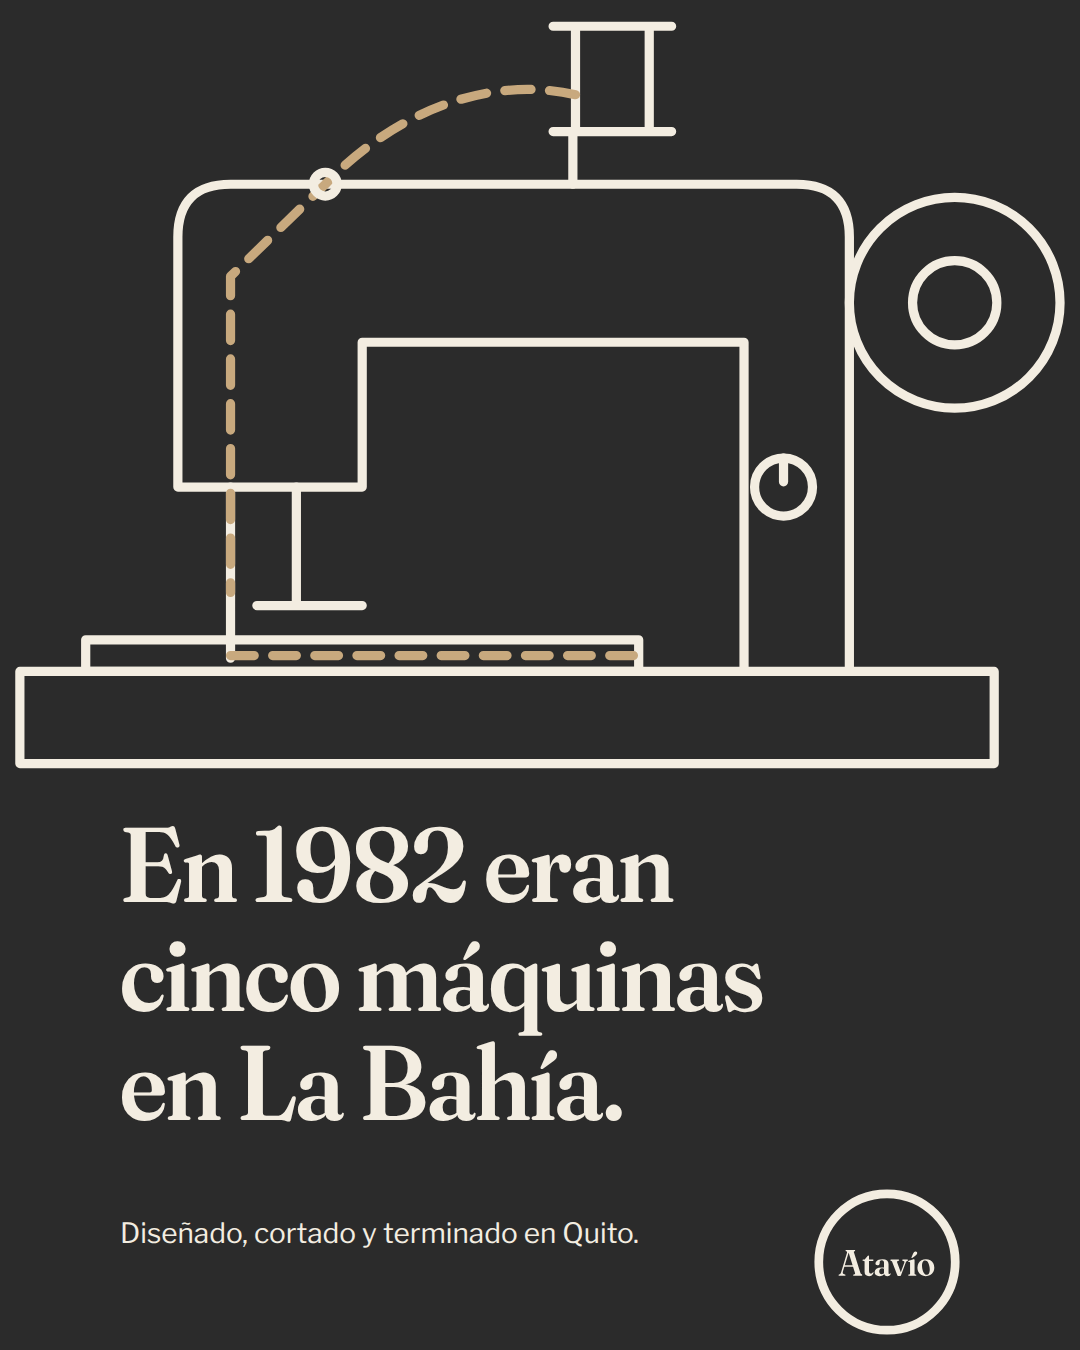 En 1982 eran
cinco máquinas
en La Bahía.
Diseñado, cortado y terminado en Quito.
Atavío